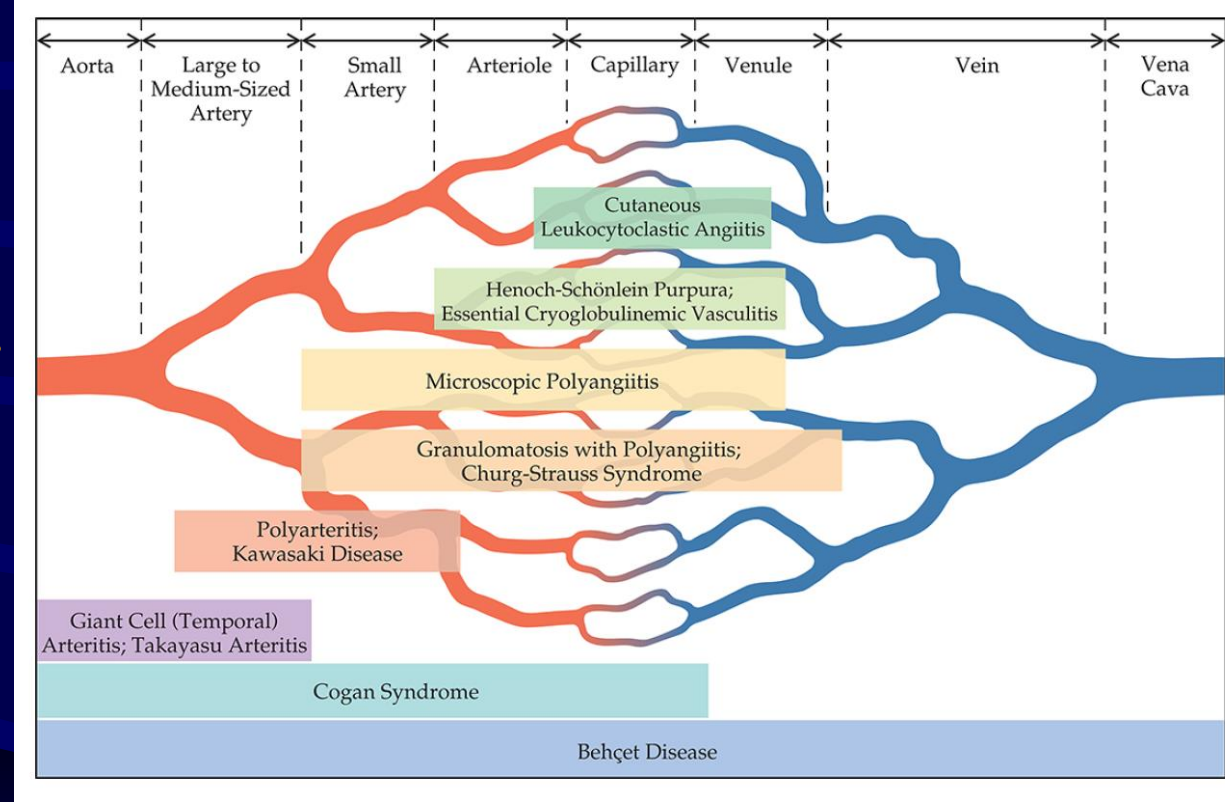 Aorta
Large to
Medium-Sized
Artery
Small
Artery
Arteriole
Capillary
Venule
Vein
Vena
Cava
Cutaneous
Leukocytoclastic Angiitis
Henoch-Schönlein Purpura;
Essential Cryoglobulinemic Vasculitis
Microscopic Polyangiitis
Granulomatosis with Polyangiitis;
Churg-Strauss Syndrome
Polyarteritis;
Kawasaki Disease
Giant Cell (Temporal)
Arteritis; Takayasu Arteritis
Cogan Syndrome
Behçet Disease